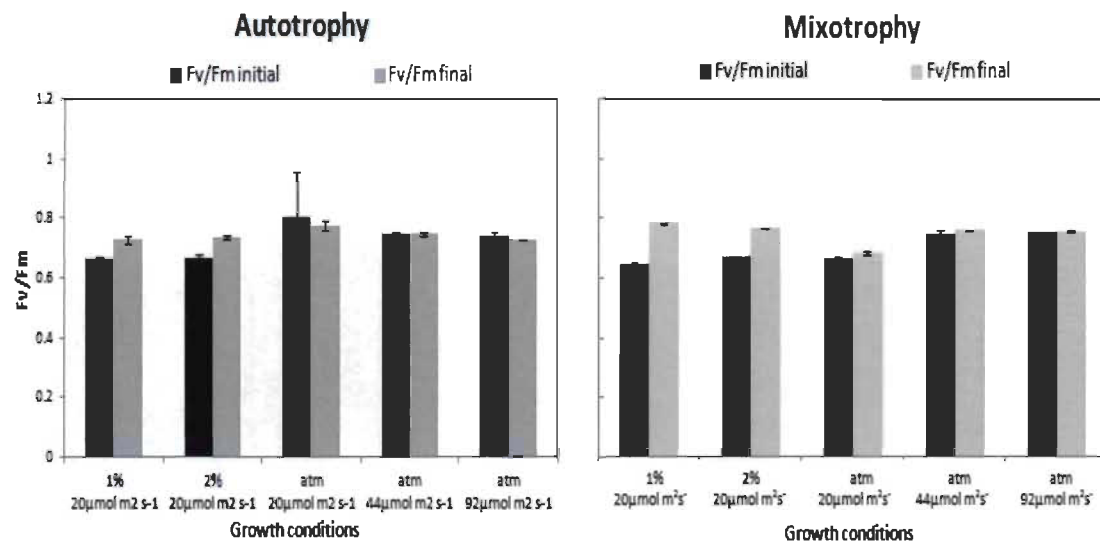 Autotrophy
Fv/Fm initial Fv/Fm final
1.2
1
0.8
0.6
0.4
0.2
0
Fv/Fm
1% 2% atm atm atm
20µmol m2 s-1 20µmol m2 s-1 20µmol m2 s-1 44µmol m2 s-1 92µmol m2 s-1
Growth conditions
Mixotrophy
Fv/Fm initial Fv/Fm final
1% 2% atm atm atm
20µmol m²s⁻ 20µmol m²s⁻ 20µmol m²s⁻ 44µmol m²s⁻ 92µmol m²s⁻
Growth conditions